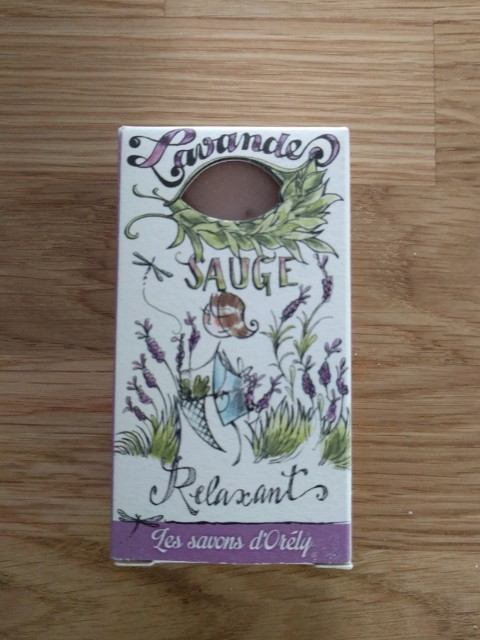 Lavande
SAUGE
Relaxant
Les savons d'Orély